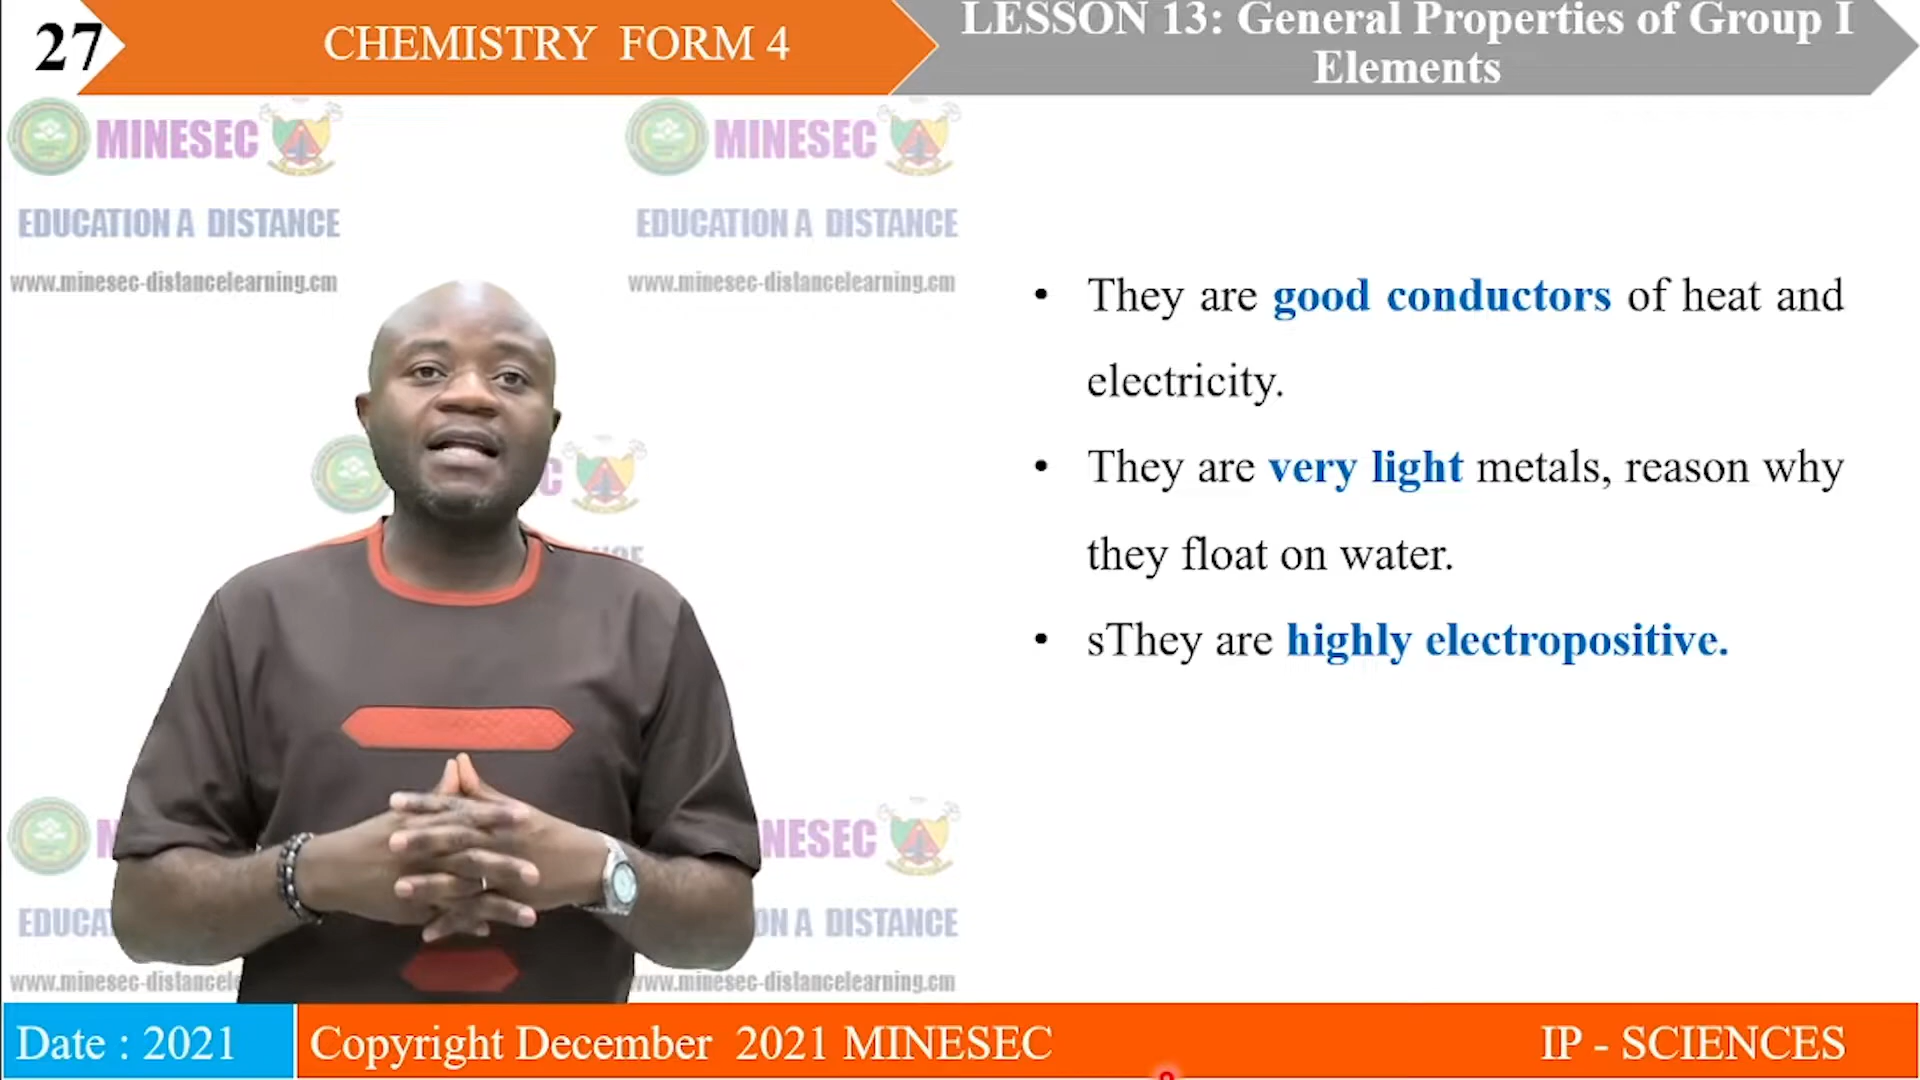 27
CHEMISTRY FORM 4
LESSON 13: General Properties of Group I
Elements
MINESEC
MINESEC
EDUCATION A DISTANCE
EDUCATION A DISTANCE
www.minesec-distancelearning.cm
www.minesec-distancelearning.cm
• They are good conductors of heat and
electricity.
• They are very light metals, reason why
they float on water.
• sThey are highly electropositive.
NESEC
EDUCA
ON A DISTANCE
www.minesec-distancele
www.minesec-distancelearning.cm
Date : 2021
Copyright December 2021 MINESEC
IP - SCIENCES